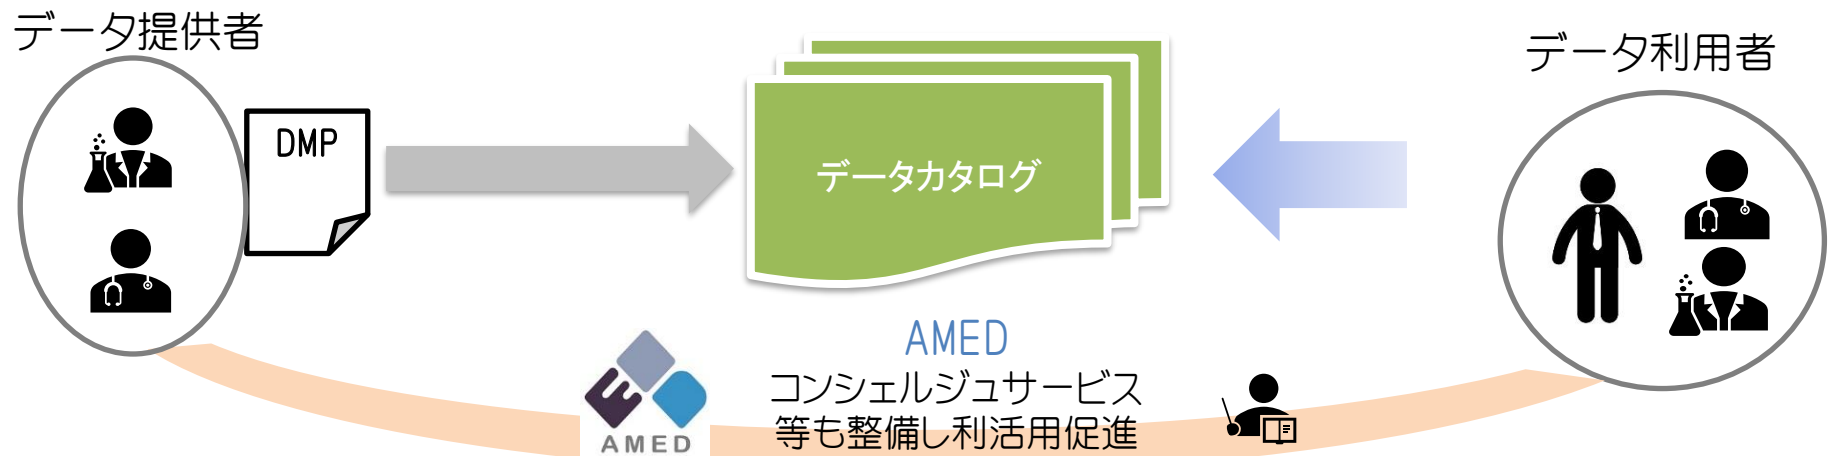 データ提供者
データ利用者
DMP
データカタログ
AMED
コンシェルジュサービス
等も整備し利活用促進
AMED